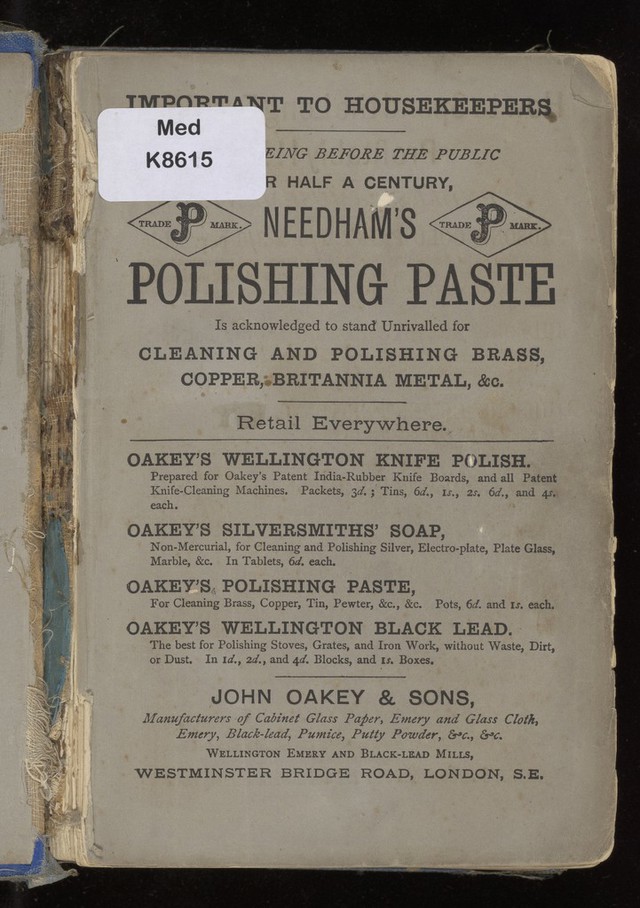 IMPORTANT TO HOUSEKEEPERS
Med
K8615
BEING BEFORE THE PUBLIC
HALF A CENTURY,
TRADE P MARK.
NEEDHAM'S
TRADE P MARK.
POLISHING PASTE
Is acknowledged to stand Unrivalled for
CLEANING AND POLISHING BRASS,
COPPER, BRITANNIA METAL, &c.
Retail Everywhere.
OAKEY'S WELLINGTON KNIFE POLISH.
Prepared for Oakey's Patent India-Rubber Knife Boards, and all Patent
Knife-Cleaning Machines. Packets, 3d.; Tins, 6d., 1s., 2s. 6d., and 4s.
each.
OAKEY'S SILVERSMITHS' SOAP,
Non-Mercurial, for Cleaning and Polishing Silver, Electro-plate, Plate Glass,
Marble, &c. In Tablets, 6d. each.
OAKEY'S POLISHING PASTE,
For Cleaning Brass, Copper, Tin, Pewter, &c., &c. Pots, 6d. and 1s. each.
OAKEY'S WELLINGTON BLACK LEAD.
The best for Polishing Stoves, Grates, and Iron Work, without Waste, Dirt,
or Dust. In 1d., 2d., and 4d. Blocks, and 1s. Boxes.
JOHN OAKEY & SONS,
Manufacturers of Cabinet Glass Paper, Emery and Glass Cloth,
Emery, Black-lead, Pumice, Putty Powder, &c., &c.
WELLINGTON EMERY AND BLACK-LEAD MILLS,
WESTMINSTER BRIDGE ROAD, LONDON, S.E.